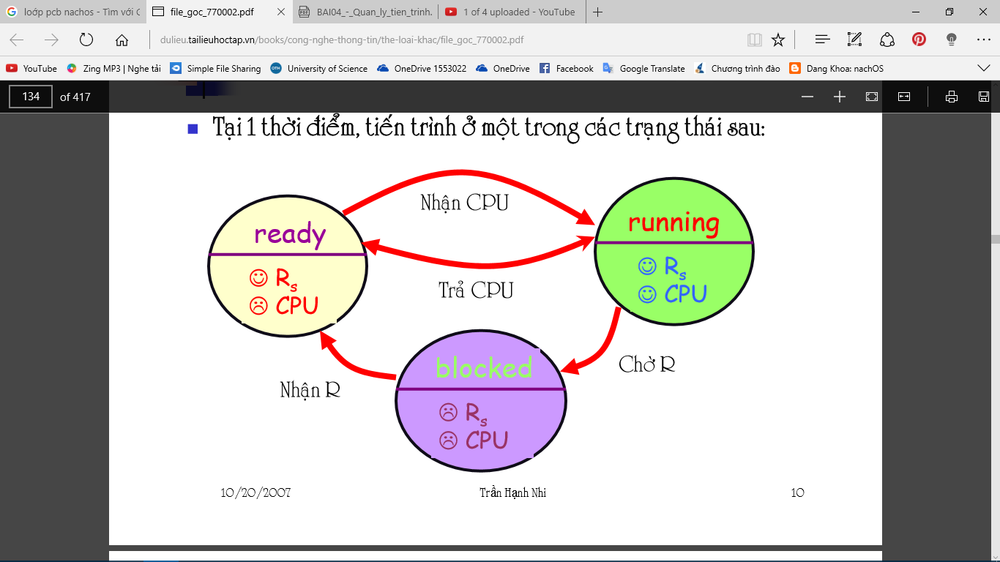 loớp pcb nachos - Tìm với G
file_goc_770002.pdf
BAI04_-_Quan_ly_tien_trinh.
1 of 4 uploaded - YouTube
dulieu.tailieuhoctap.vn/books/cong-nghe-thong-tin/the-loai-khac/file_goc_770002.pdf
YouTube
Zing MP3 | Nghe tải
Simple File Sharing
University of Science
OneDrive 1553022
OneDrive
Facebook
Google Translate
Chương trình đào
Dang Khoa: nachOS
134 of 417
Tại 1 thời điểm, tiến trình ở một trong các trạng thái sau:
Nhận CPU
ready
☺ Rs
☹ CPU
running
☺ Rs
☺ CPU
Trả CPU
blocked
☹ Rs
☹ CPU
Chờ R
Nhận R
10/20/2007
Trần Hạnh Nhi
10